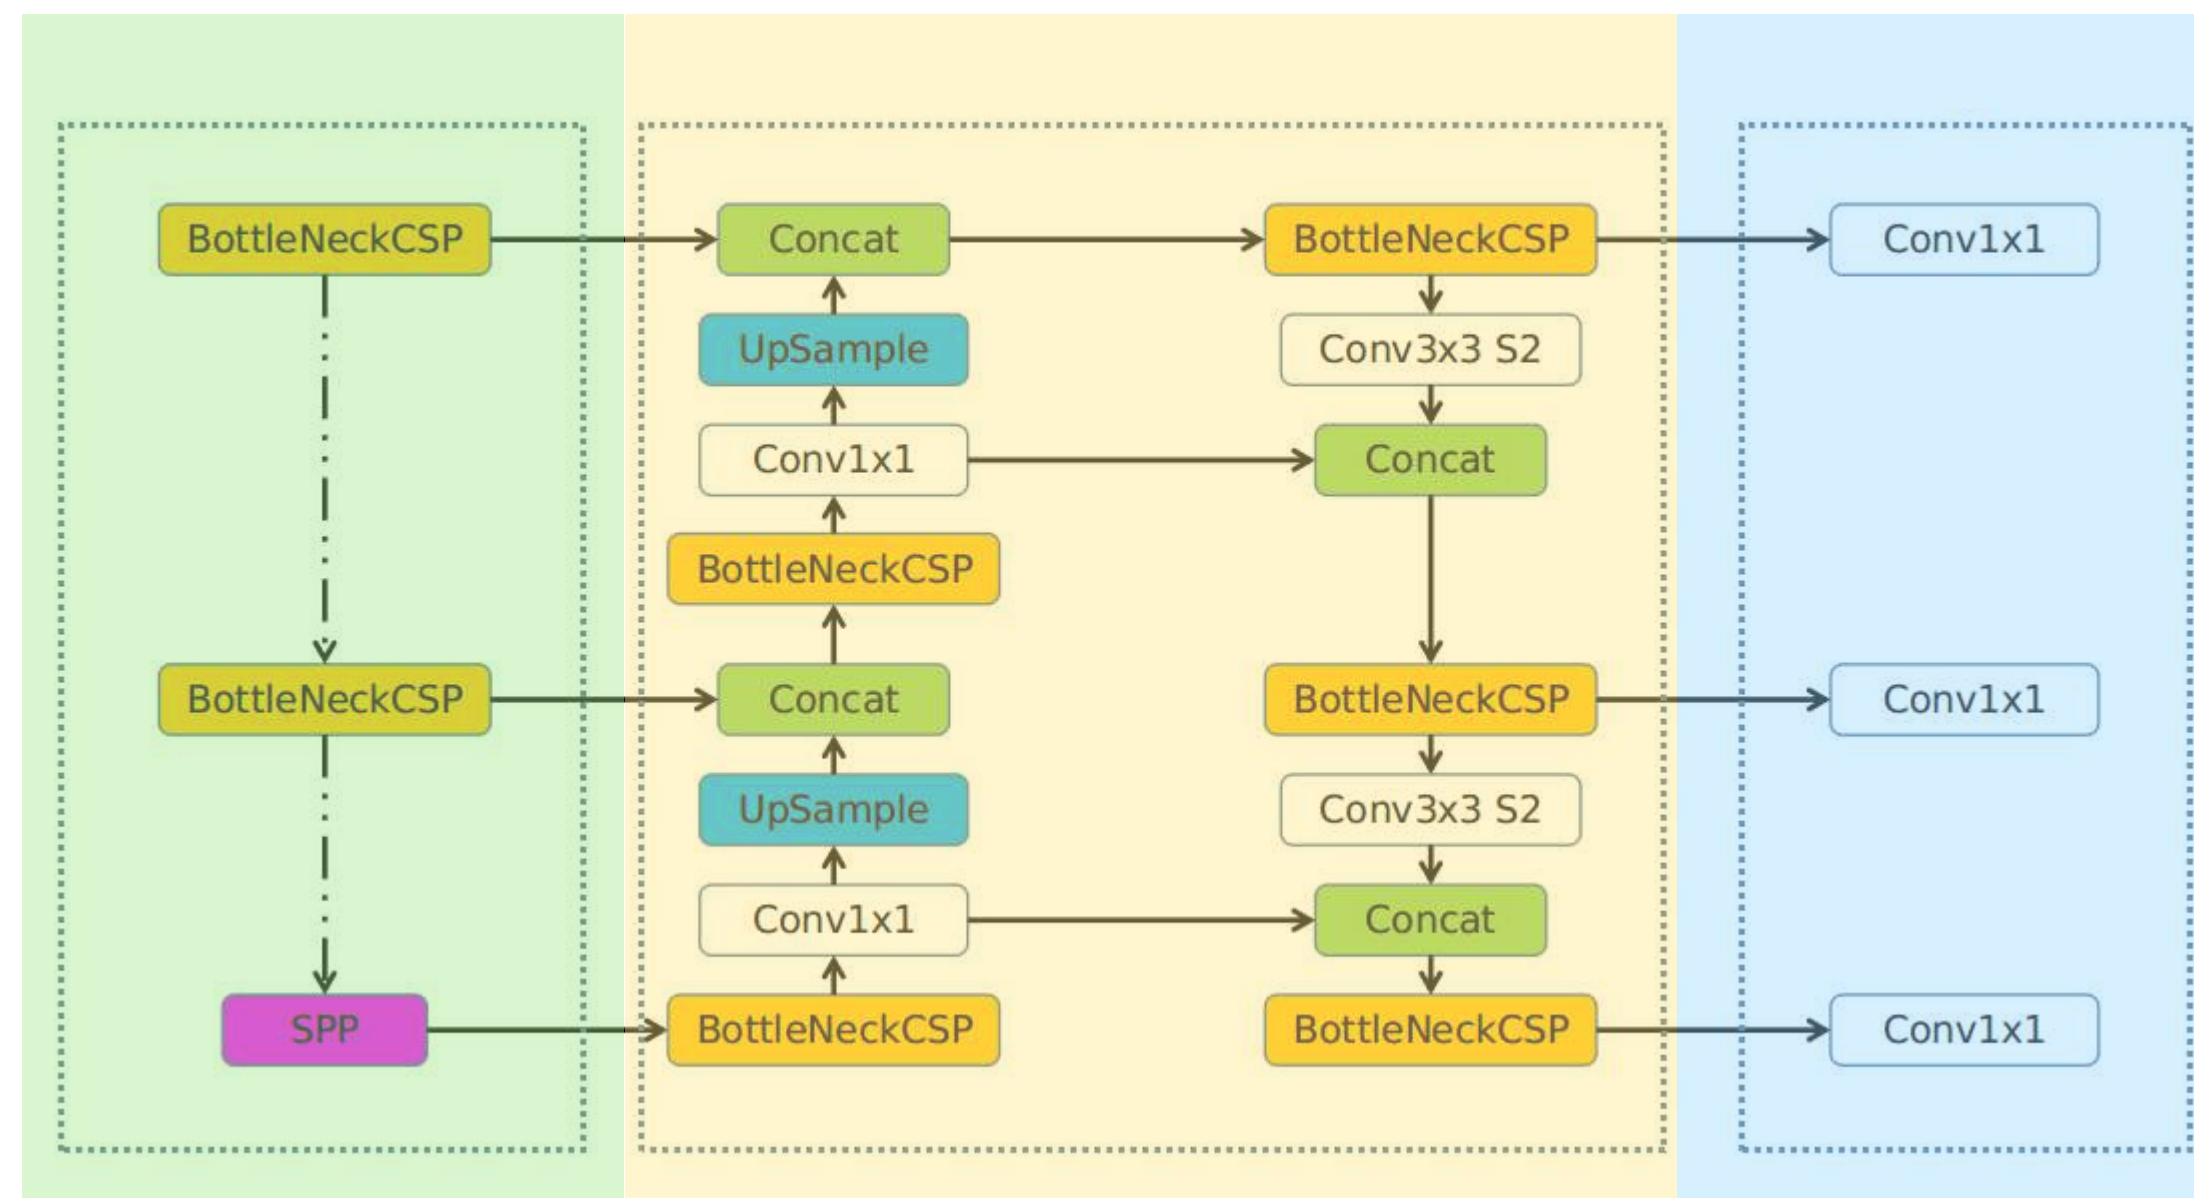 BottleNeckCSP
Concat
BottleNeckCSP
Conv1x1
UpSample
Conv3x3 S2
Conv1x1
Concat
BottleNeckCSP
BottleNeckCSP
Concat
BottleNeckCSP
Conv1x1
UpSample
Conv3x3 S2
Conv1x1
Concat
SPP
BottleNeckCSP
BottleNeckCSP
Conv1x1